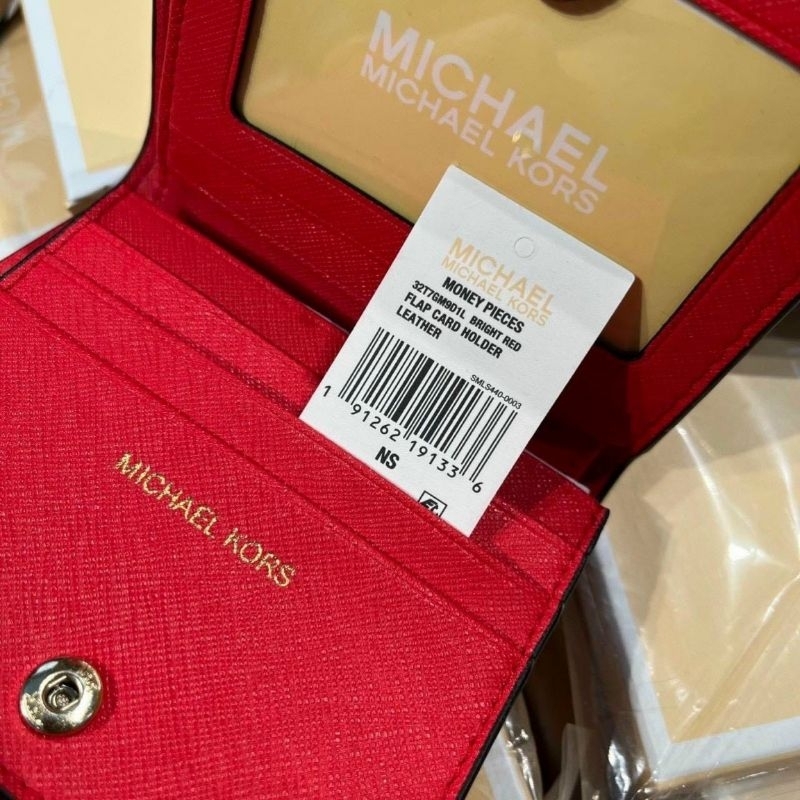 MICHAEL
MICHAEL KORS
MICHAEL
MICHAEL KORS
MONEY PIECES
32T7GM9D1L BRIGHT RED
FLAP CARD HOLDER
LEATHER
SMLS440-0003
1 91262 19133 6
NS
MICHAEL KORS